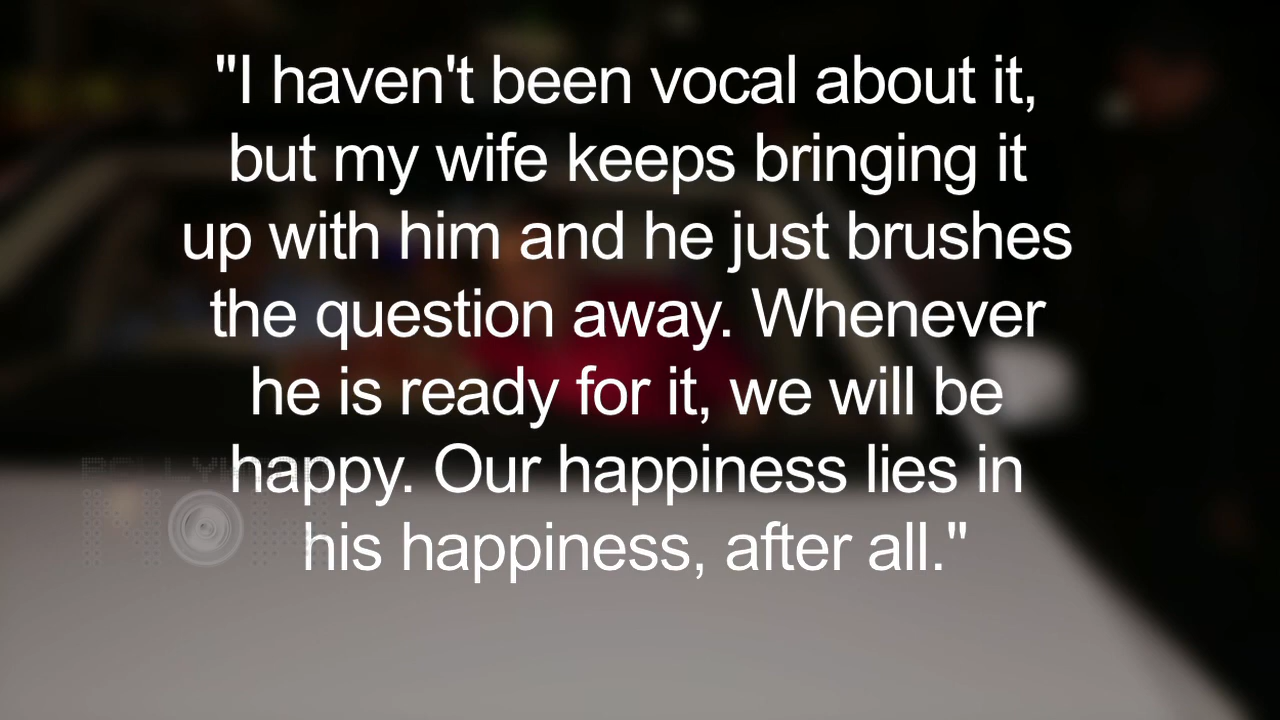 "I haven't been vocal about it,
but my wife keeps bringing it
up with him and he just brushes
the question away. Whenever
he is ready for it, we will be
happy. Our happiness lies in
his happiness, after all."